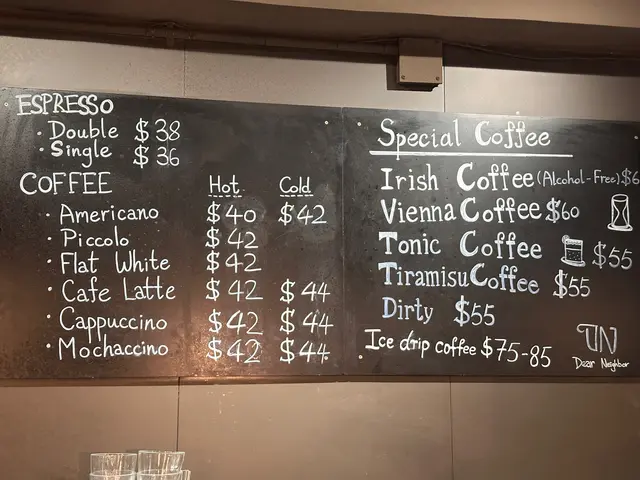 ESPRESSO
· Double $38
· Single $36
COFFEE Hot Cold
· Americano $40 $42
· Piccolo $42
· Flat White $42
· Cafe Latte $42 $44
· Cappuccino $42 $44
· Mochaccino $42 $44
Special Coffee
Irish Coffee (Alcohol-Free) $6
Vienna Coffee $60
Tonic Coffee $55
Tiramisu Coffee $55
Dirty $55
Ice drip coffee $75-85
Dear Neighbor